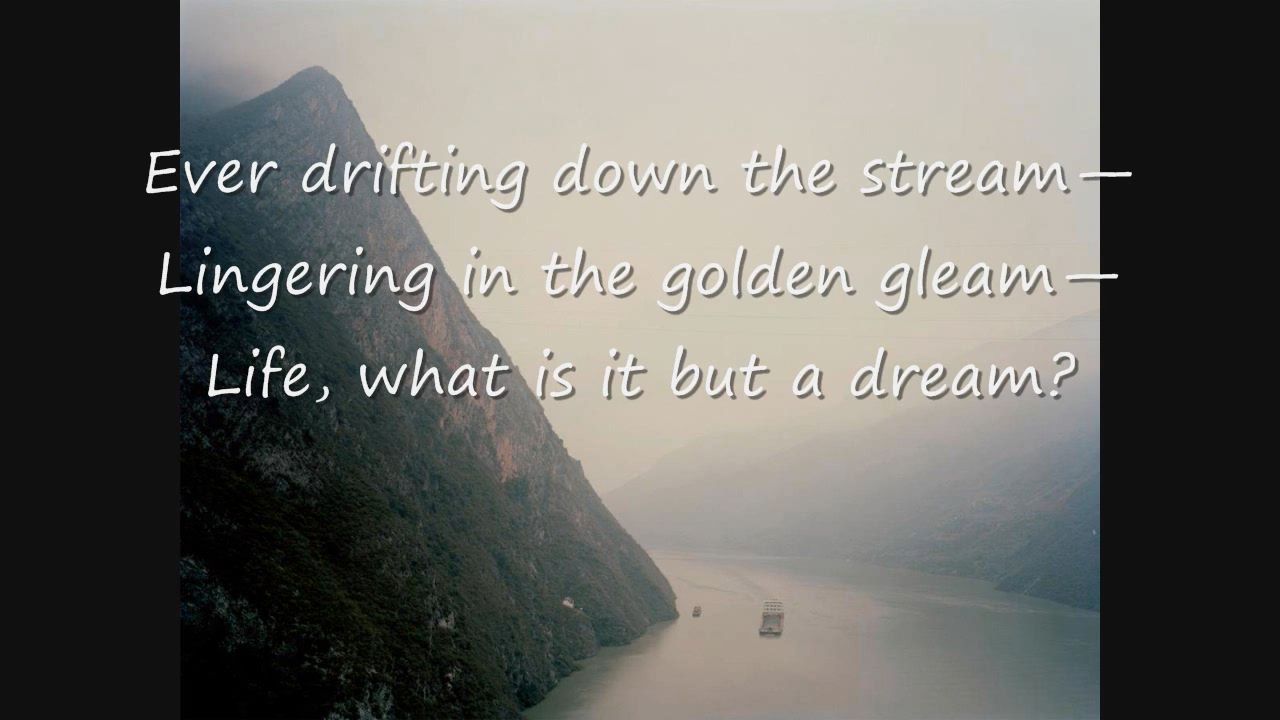 Ever drifting down the stream—
Lingering in the golden gleam—
Life, what is it but a dream?